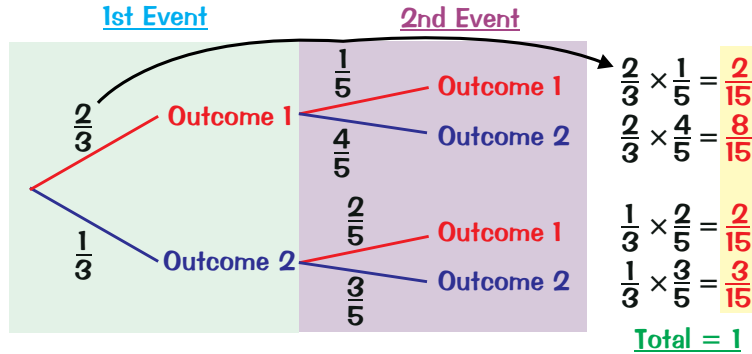 1st Event 2nd Event
2/3 Outcome 1 1/5 Outcome 1 2/3 × 1/5 = 2/15
4/5 Outcome 2 2/3 × 4/5 = 8/15
1/3 Outcome 2 2/5 Outcome 1 1/3 × 2/5 = 2/15
3/5 Outcome 2 1/3 × 3/5 = 3/15
Total = 1